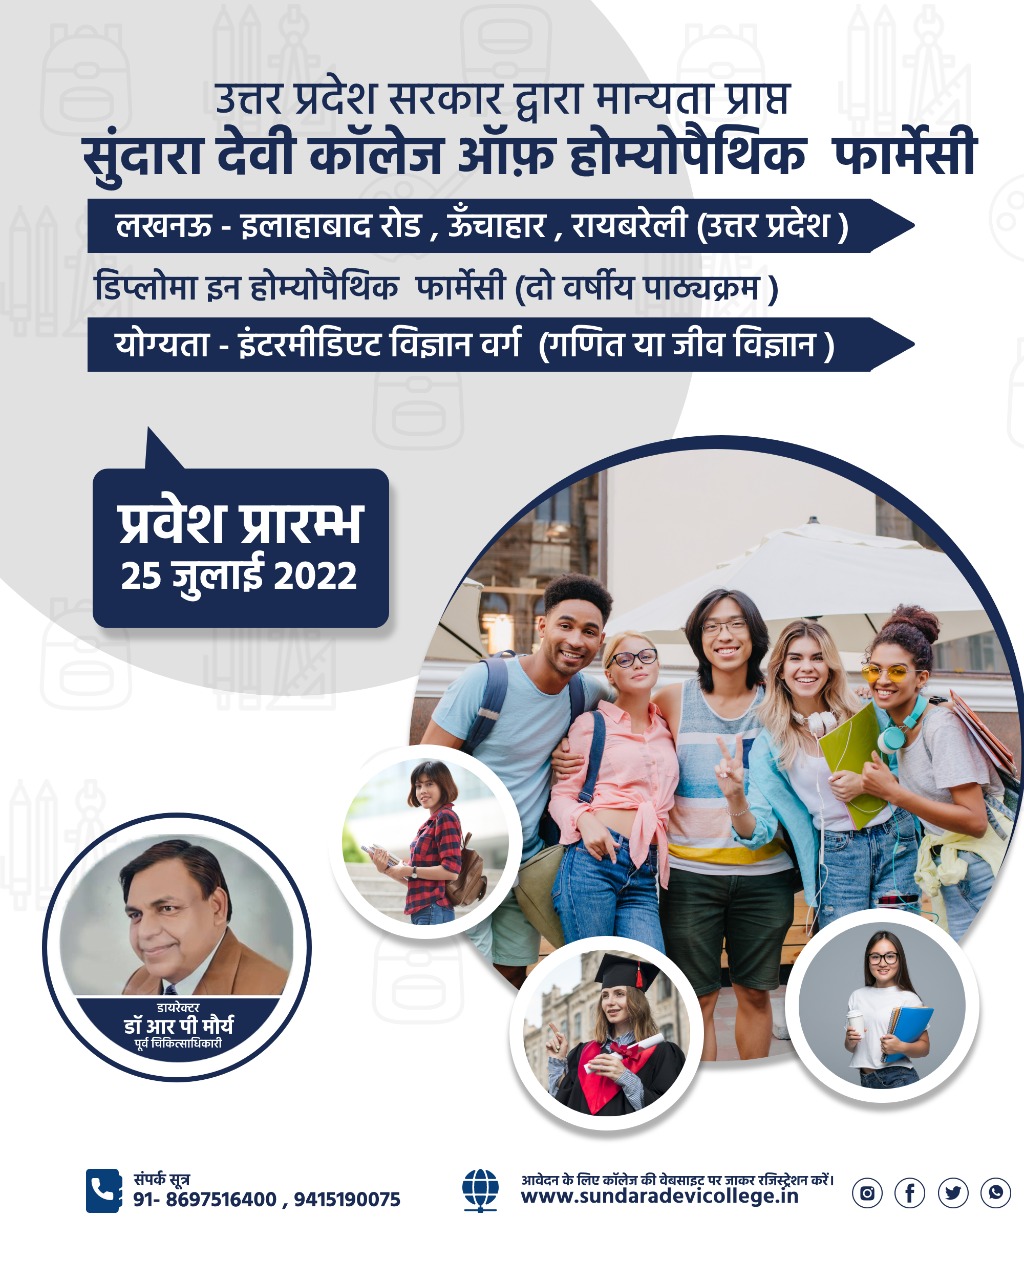 उत्तर प्रदेश सरकार द्वारा मान्यता प्राप्त
सुंदारा देवी कॉलेज ऑफ़ होम्योपैथिक फार्मेसी
लखनऊ - इलाहाबाद रोड , ऊँचाहार , रायबरेली (उत्तर प्रदेश )
डिप्लोमा इन होम्योपैथिक फार्मेसी (दो वर्षीय पाठ्यक्रम )
योग्यता - इंटरमीडिएट विज्ञान वर्ग (गणित या जीव विज्ञान )
प्रवेश प्रारम्भ
25 जुलाई 2022
डायरेक्टर
डॉ आर पी मौर्य
पूर्व चिकित्साधिकारी
संपर्क सूत्र
91- 8697516400 , 9415190075
आवेदन के लिए कॉलेज की वेबसाइट पर जाकर रजिस्ट्रेशन करें।
www.sundaradevicollege.in